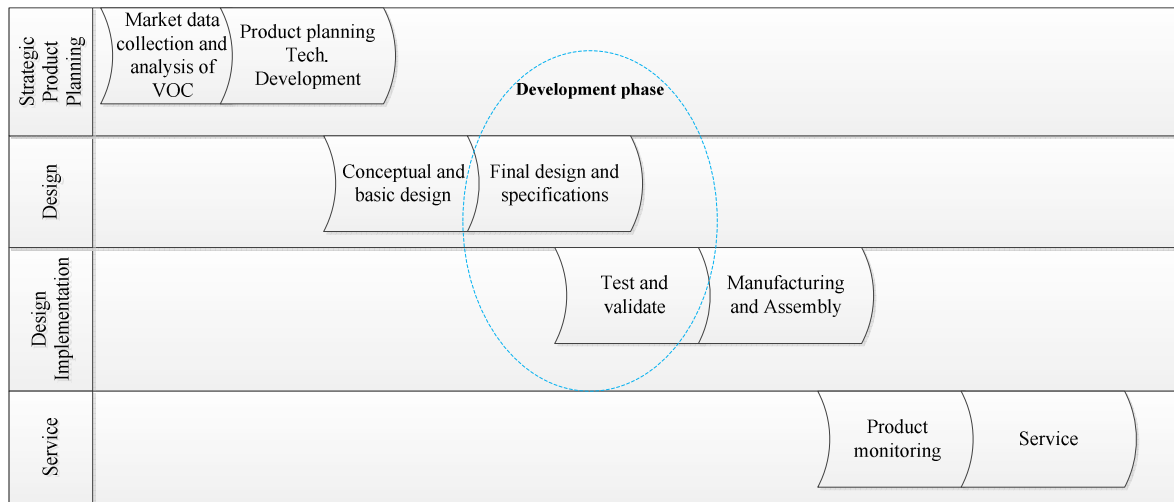 Strategic
Product
Planning
Market data
collection and
analysis of
VOC
Product planning
Tech.
Development
Development phase
Design
Conceptual and
basic design
Final design and
specifications
Design
Implementation
Test and
validate
Manufacturing
and Assembly
Service
Product
monitoring
Service